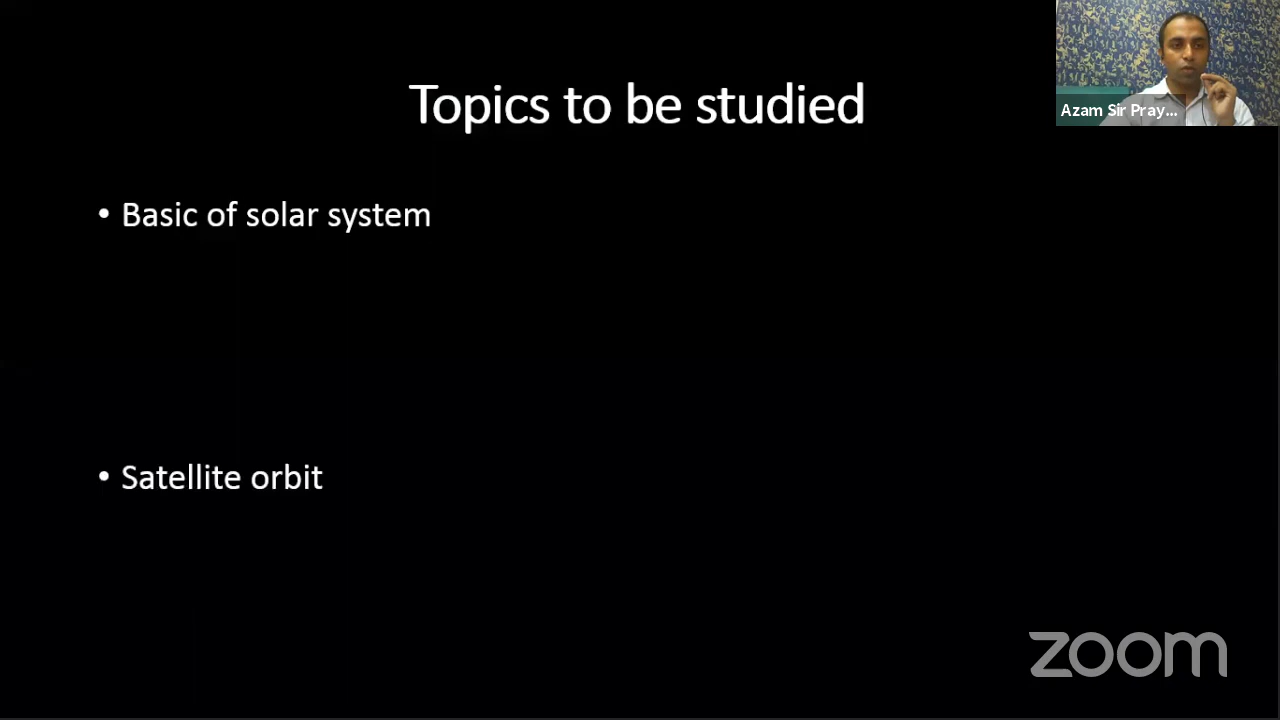 Topics to be studied
Azam Sir Pray...
• Basic of solar system
• Satellite orbit
zoom